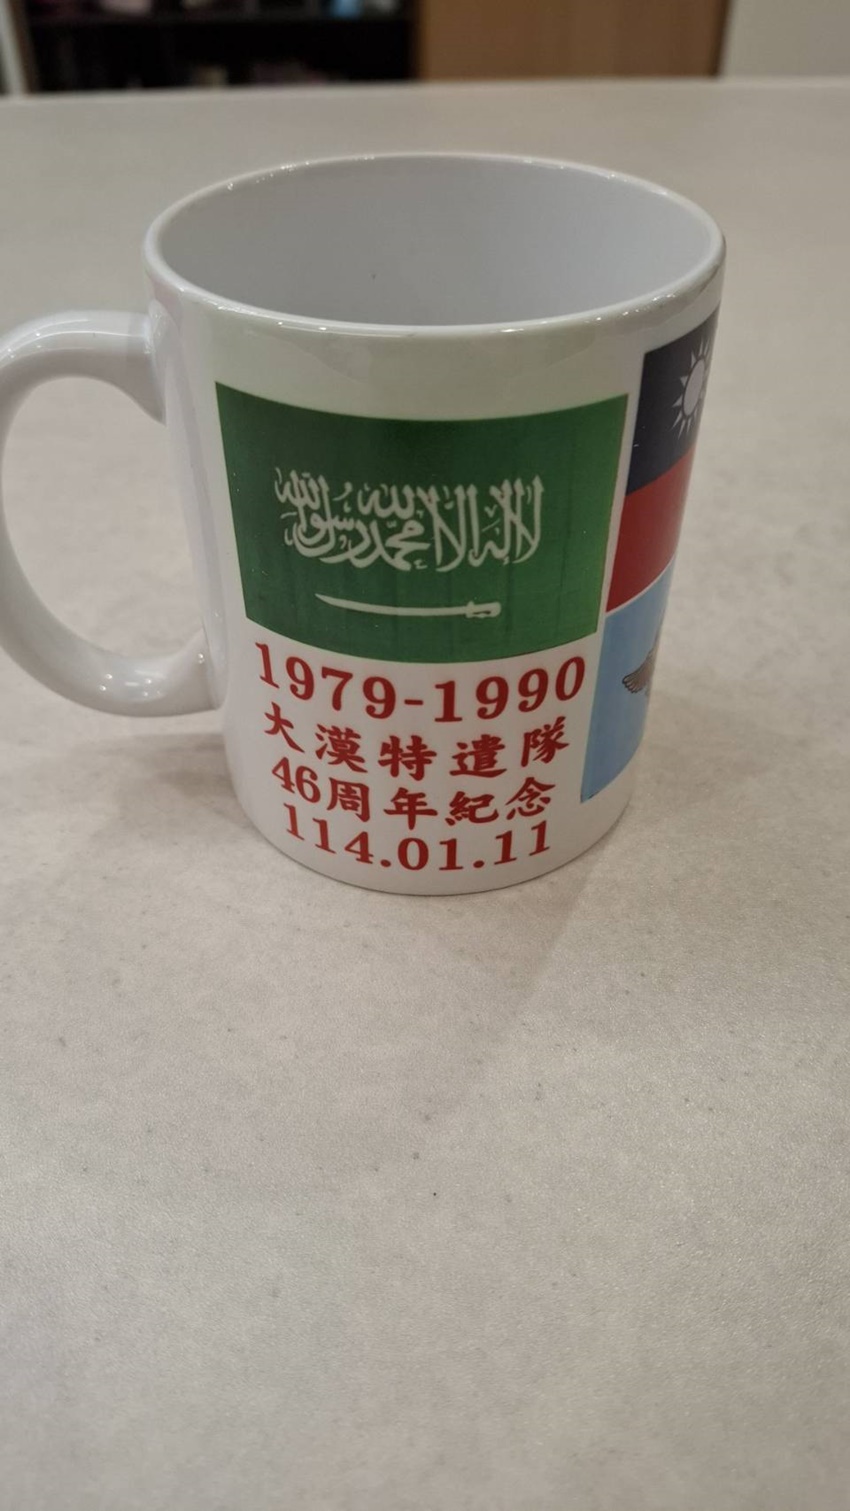 لا إله إلا الله محمد رسول الله
1979-1990
大漠特遣隊
46周年紀念
114.01.11